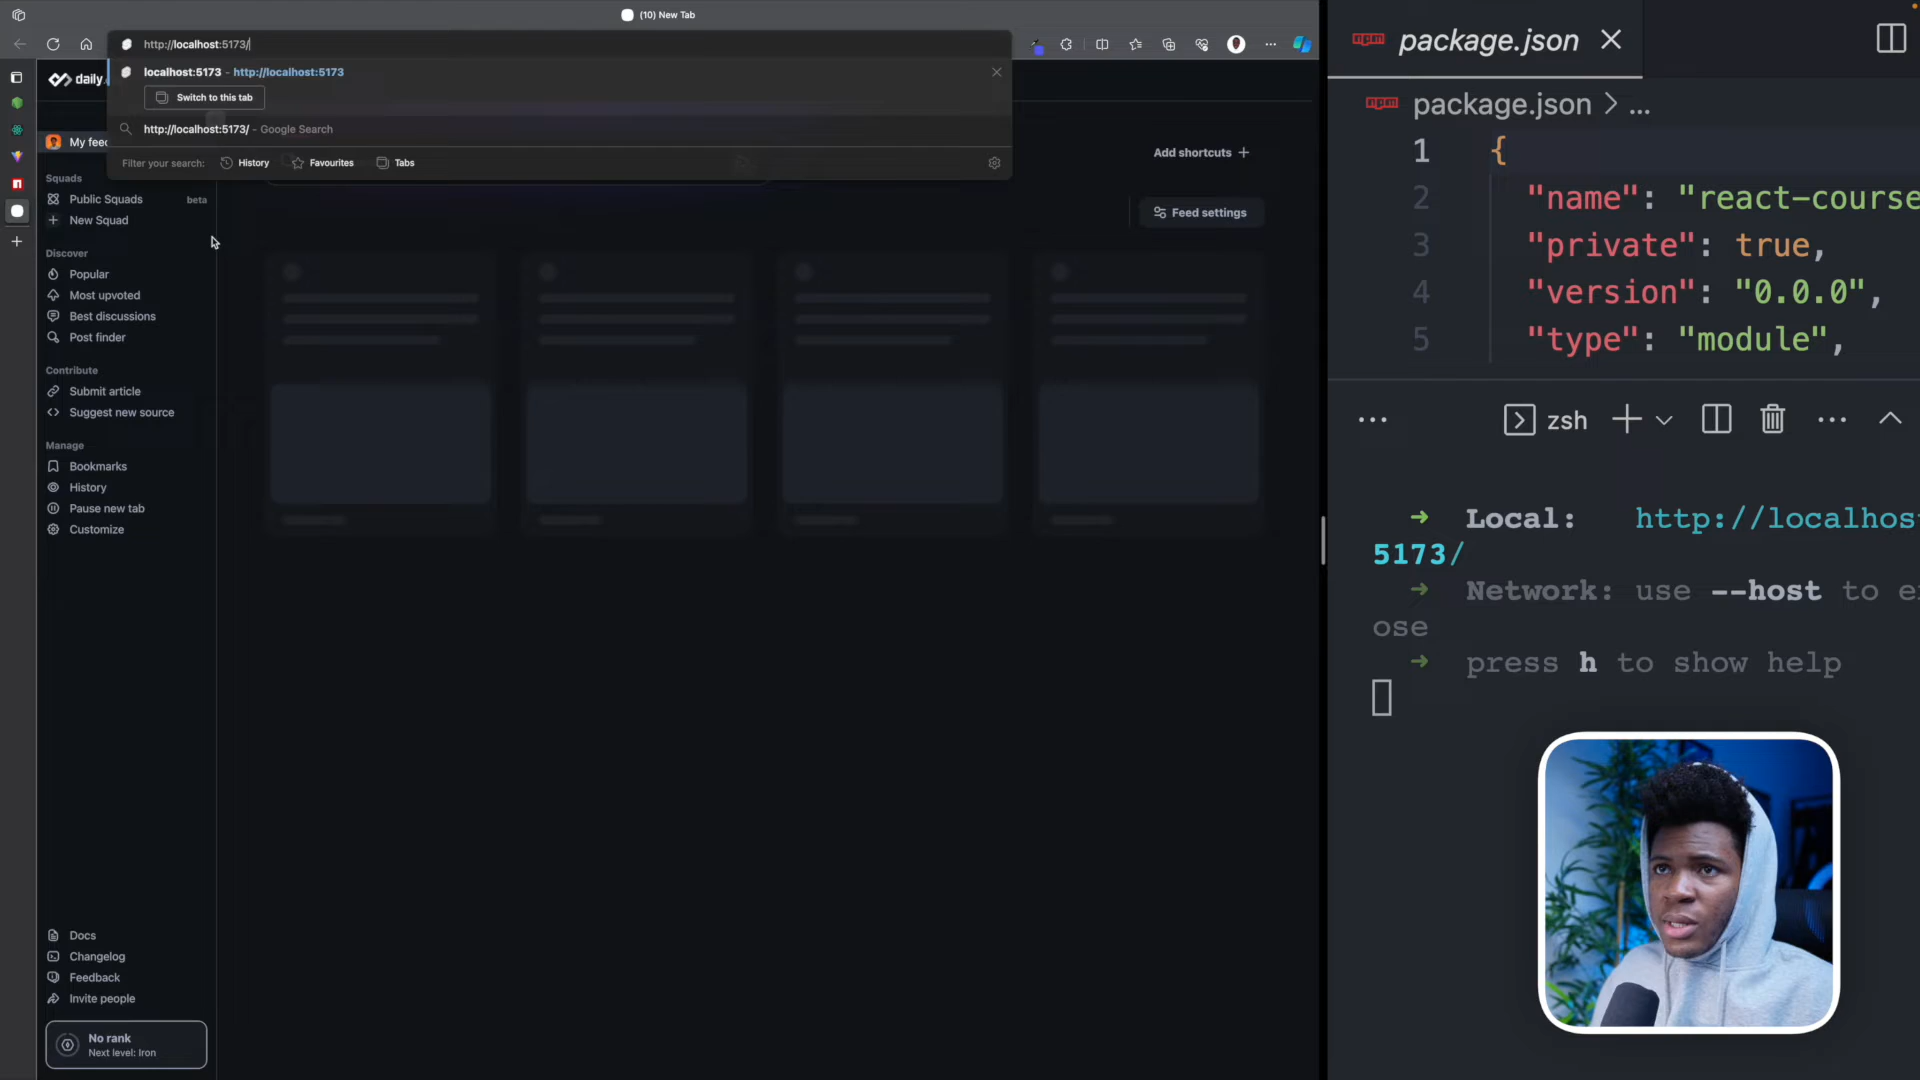 (10) New Tab
http://localhost:5173/
localhost:5173 - http://localhost:5173
Switch to this tab
http://localhost:5173/ - Google Search
Filter your search: History Favourites Tabs
daily.
My feed
Add shortcuts +
Feed settings
Squads
Public Squads beta
New Squad
Discover
Popular
Most upvoted
Best discussions
Post finder
Contribute
Submit article
Suggest new source
Manage
Bookmarks
History
Pause new tab
Customize
Docs
Changelog
Feedback
Invite people
No rank
Next level: Iron
package.json
package.json > ...
1 {
2 "name": "react-course
3 "private": true,
4 "version": "0.0.0",
5 "type": "module",
zsh
➜ Local: http://localhos
5173/
➜ Network: use --host to e
ose
➜ press h to show help